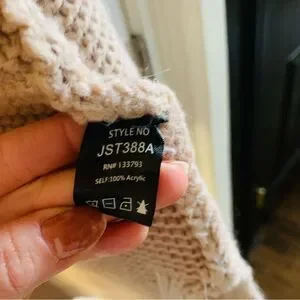 STYLE NO
JST388A
RN# 133793
SELF:100% Acrylic